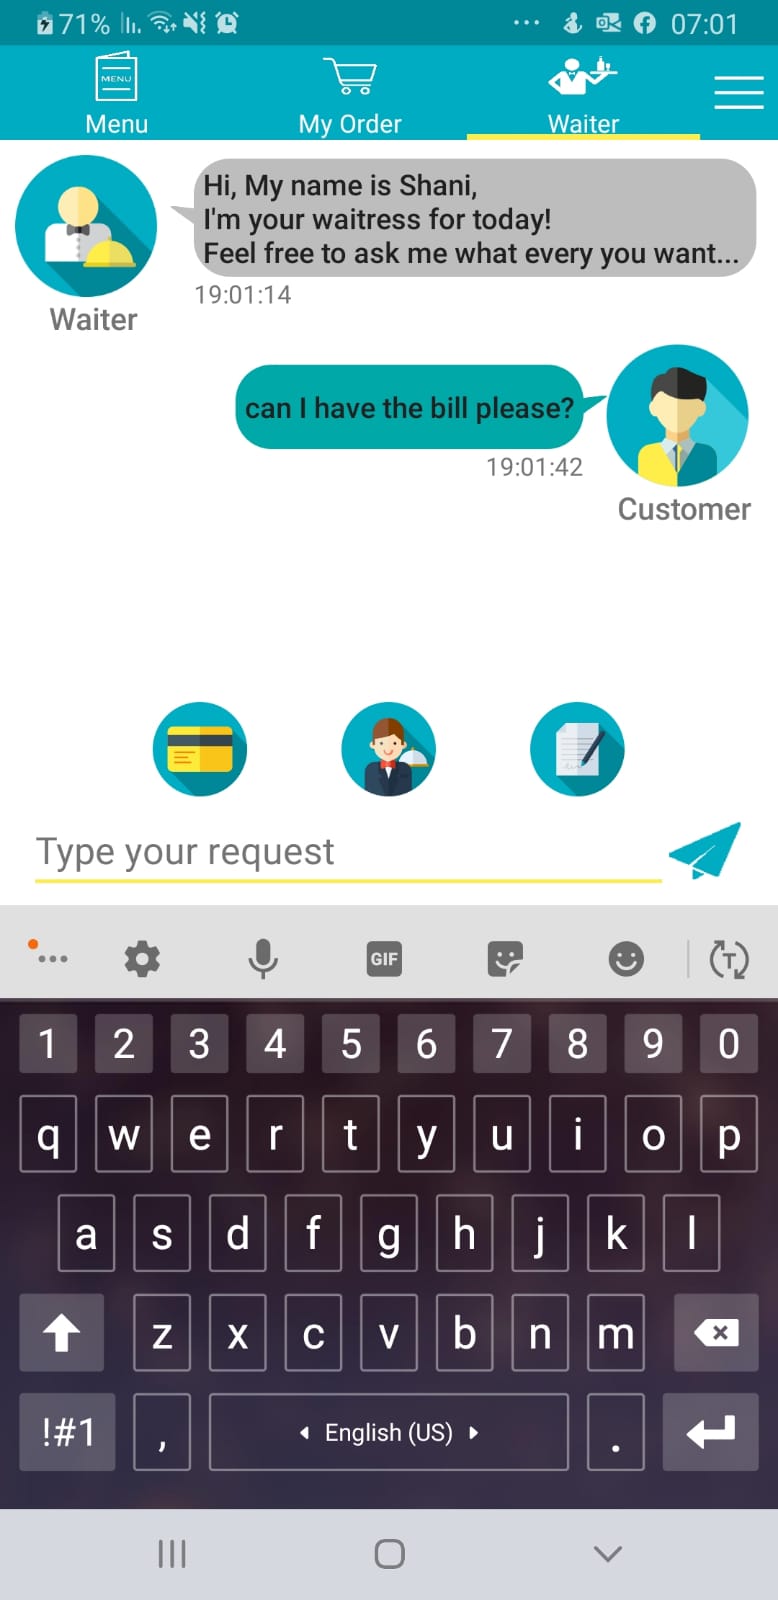 71% 07:01
MENU
Menu My Order Waiter
Hi, My name is Shani,
I'm your waitress for today!
Feel free to ask me what every you want...
19:01:14
Waiter
can I have the bill please?
19:01:42
Customer
Type your request
GIF T
1 2 3 4 5 6 7 8 9 0
q w e r t y u i o p
a s d f g h j k l
z x c v b n m
!#1 , English (US) .